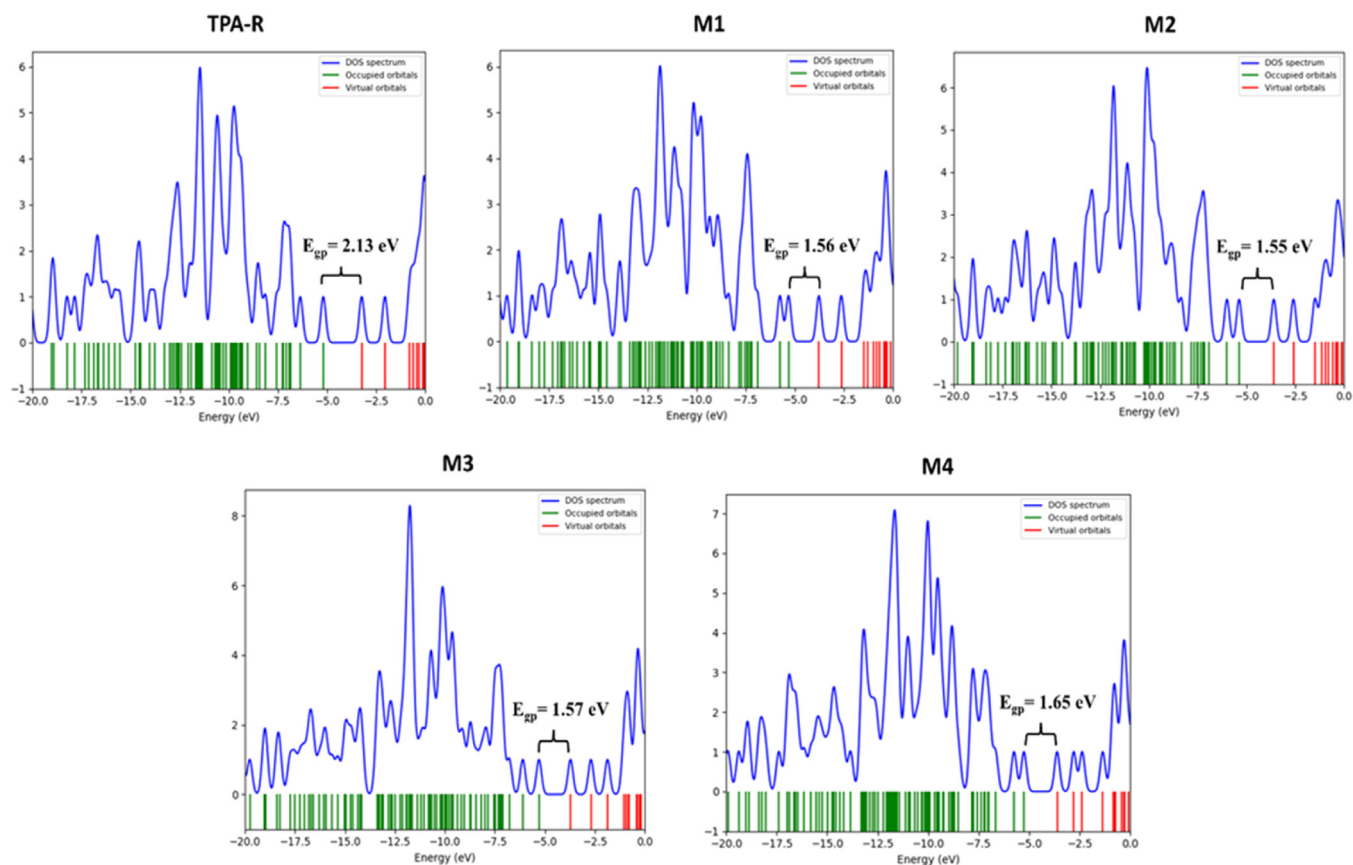 TPA-R
M1
M2
DOS spectrum
Occupied orbitals
Virtual orbitals
DOS spectrum
Occupied orbitals
Virtual orbitals
DOS spectrum
Occupied orbitals
Virtual orbitals
6
5
4
3
2
1
0
−1
E_gp= 2.13 eV
−20.0 −17.5 −15.0 −12.5 −10.0 −7.5 −5.0 −2.5 0.0
Energy (eV)
6
5
4
3
2
1
0
−1
E_gp= 1.56 eV
−20.0 −17.5 −15.0 −12.5 −10.0 −7.5 −5.0 −2.5 0.0
Energy (eV)
6
5
4
3
2
1
0
−1
E_gp= 1.55 eV
−20.0 −17.5 −15.0 −12.5 −10.0 −7.5 −5.0 −2.5 0.0
Energy (eV)
M3
M4
DOS spectrum
Occupied orbitals
Virtual orbitals
DOS spectrum
Occupied orbitals
Virtual orbitals
8
6
4
2
0
E_gp= 1.57 eV
−20.0 −17.5 −15.0 −12.5 −10.0 −7.5 −5.0 −2.5 0.0
Energy (eV)
7
6
5
4
3
2
1
0
−1
E_gp= 1.65 eV
−20.0 −17.5 −15.0 −12.5 −10.0 −7.5 −5.0 −2.5 0.0
Energy (eV)